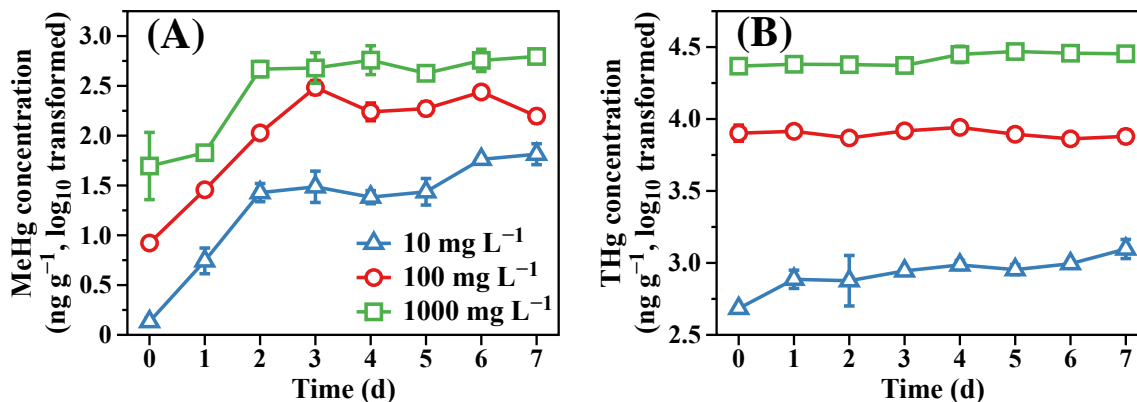 (A)
MeHg concentration
(ng g⁻¹, log₁₀ transformed)
3.0
2.5
2.0
1.5
1.0
0.5
0
0 1 2 3 4 5 6 7
Time (d)
10 mg L⁻¹
100 mg L⁻¹
1000 mg L⁻¹
(B)
THg concentration
(ng g⁻¹, log₁₀ transformed)
4.5
4.0
3.5
3.0
2.5
0 1 2 3 4 5 6 7
Time (d)